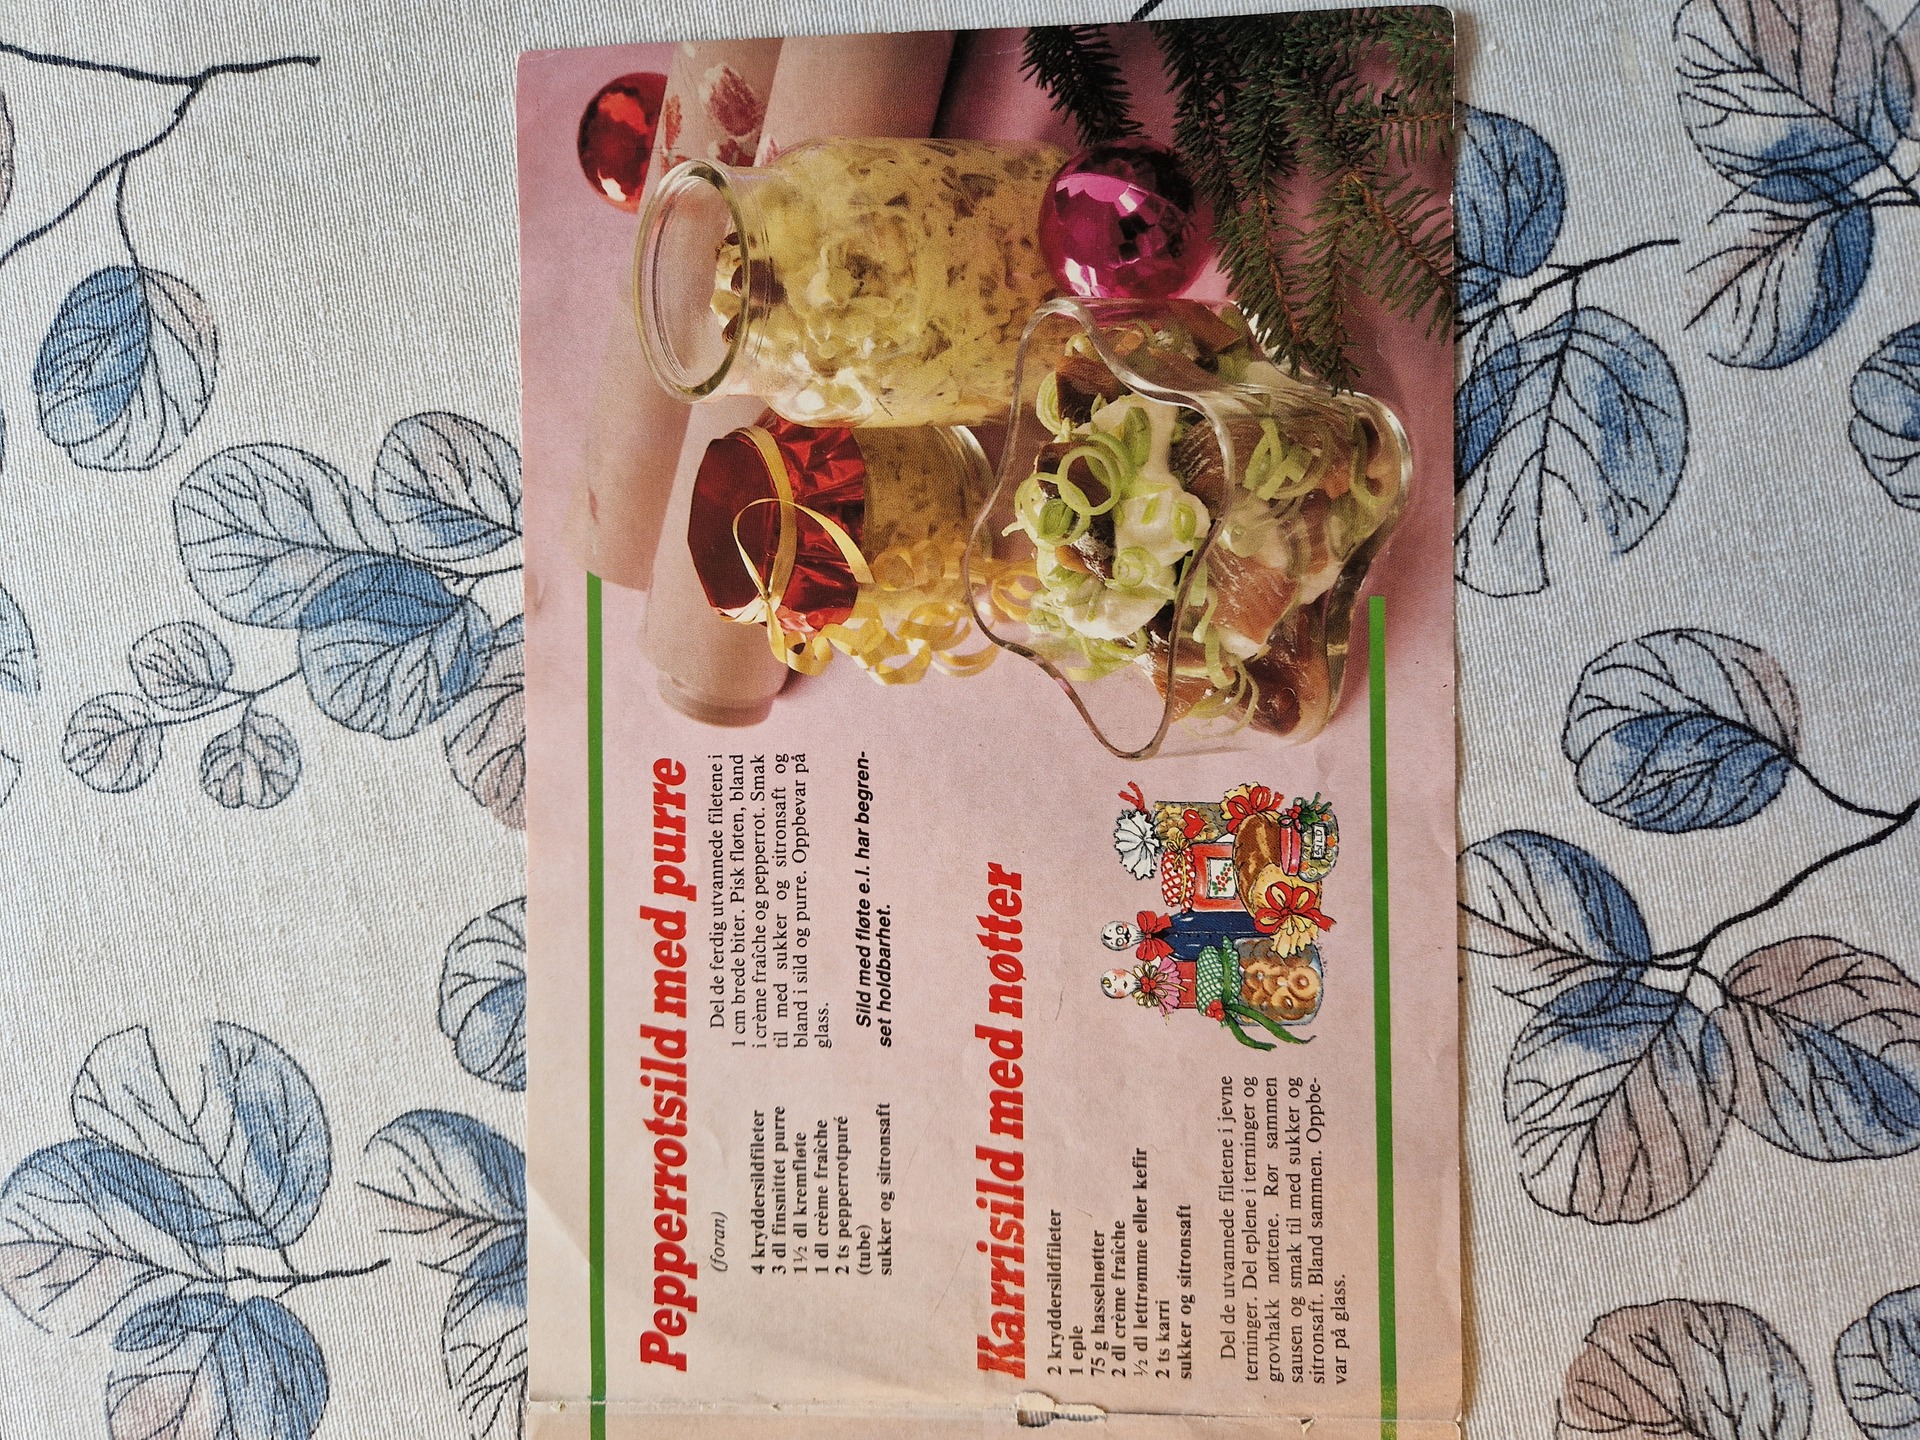 Pepperrotsild med purre
(foran)
4 kryddersildfileter
3 dl finsnittet purre
1½ dl kremfløte
1 dl crème fraîche
2 ts pepperrotpuré
(tube)
sukker og sitronsaft
Del de ferdig utvannede filetene i
1 cm brede biter. Pisk fløten, bland
i crème fraîche og pepperrot. Smak
til med sukker og sitronsaft og
bland i sild og purre. Oppbevar på
glass.
Sild med fløte e.l. har begren-
set holdbarhet.
Karrisild med nøtter
2 kryddersildfileter
1 eple
75 g hasselnøtter
2 dl crème fraîche
½ dl lettrømme eller kefir
2 ts karri
sukker og sitronsaft
Del de utvannede filetene i jevne
terninger. Del eplene i terninger og
grovhakk nøttene. Rør sammen
sausen og smak til med sukker og
sitronsaft. Bland sammen. Oppbe-
var på glass.
SILD
17